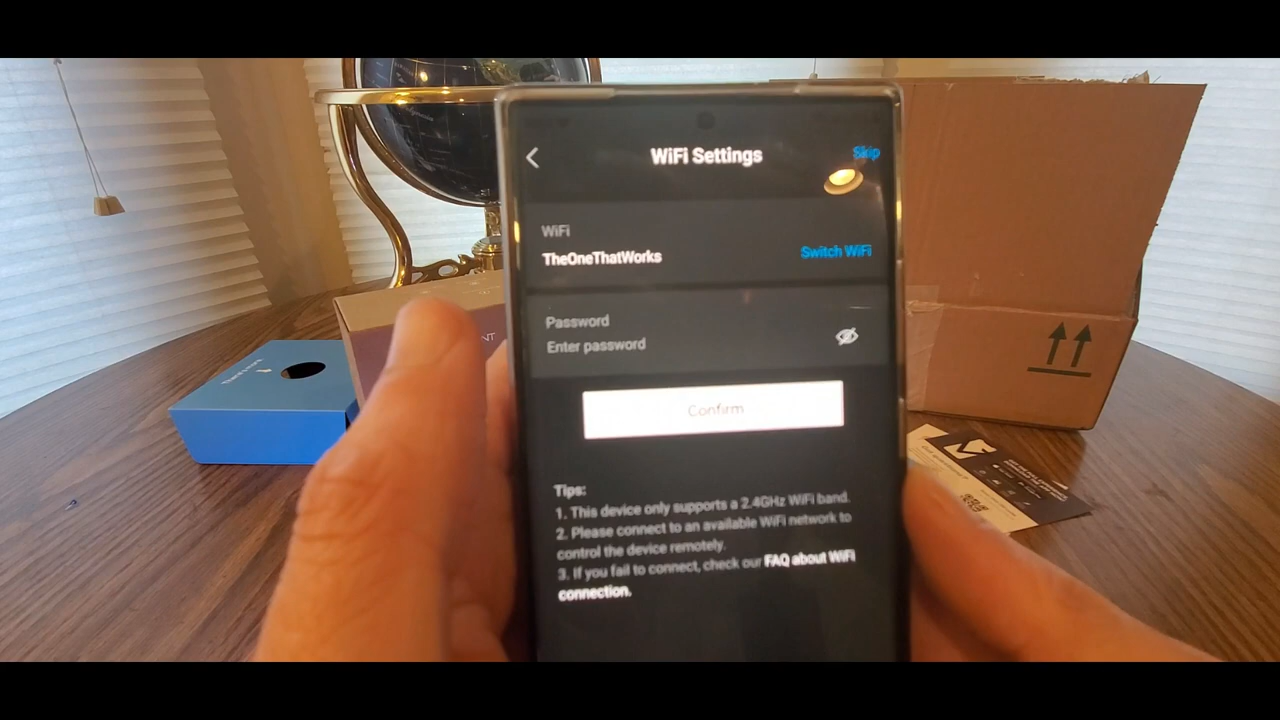 WiFi Settings
Skip
WiFi
TheOneThatWorks
Switch WiFi
Password
Enter password
Confirm
Tips:
1. This device only supports a 2.4GHz WiFi band.
2. Please connect to an available WiFi network to
control the device remotely.
3. If you fail to connect, check our FAQ about WiFi
connection.